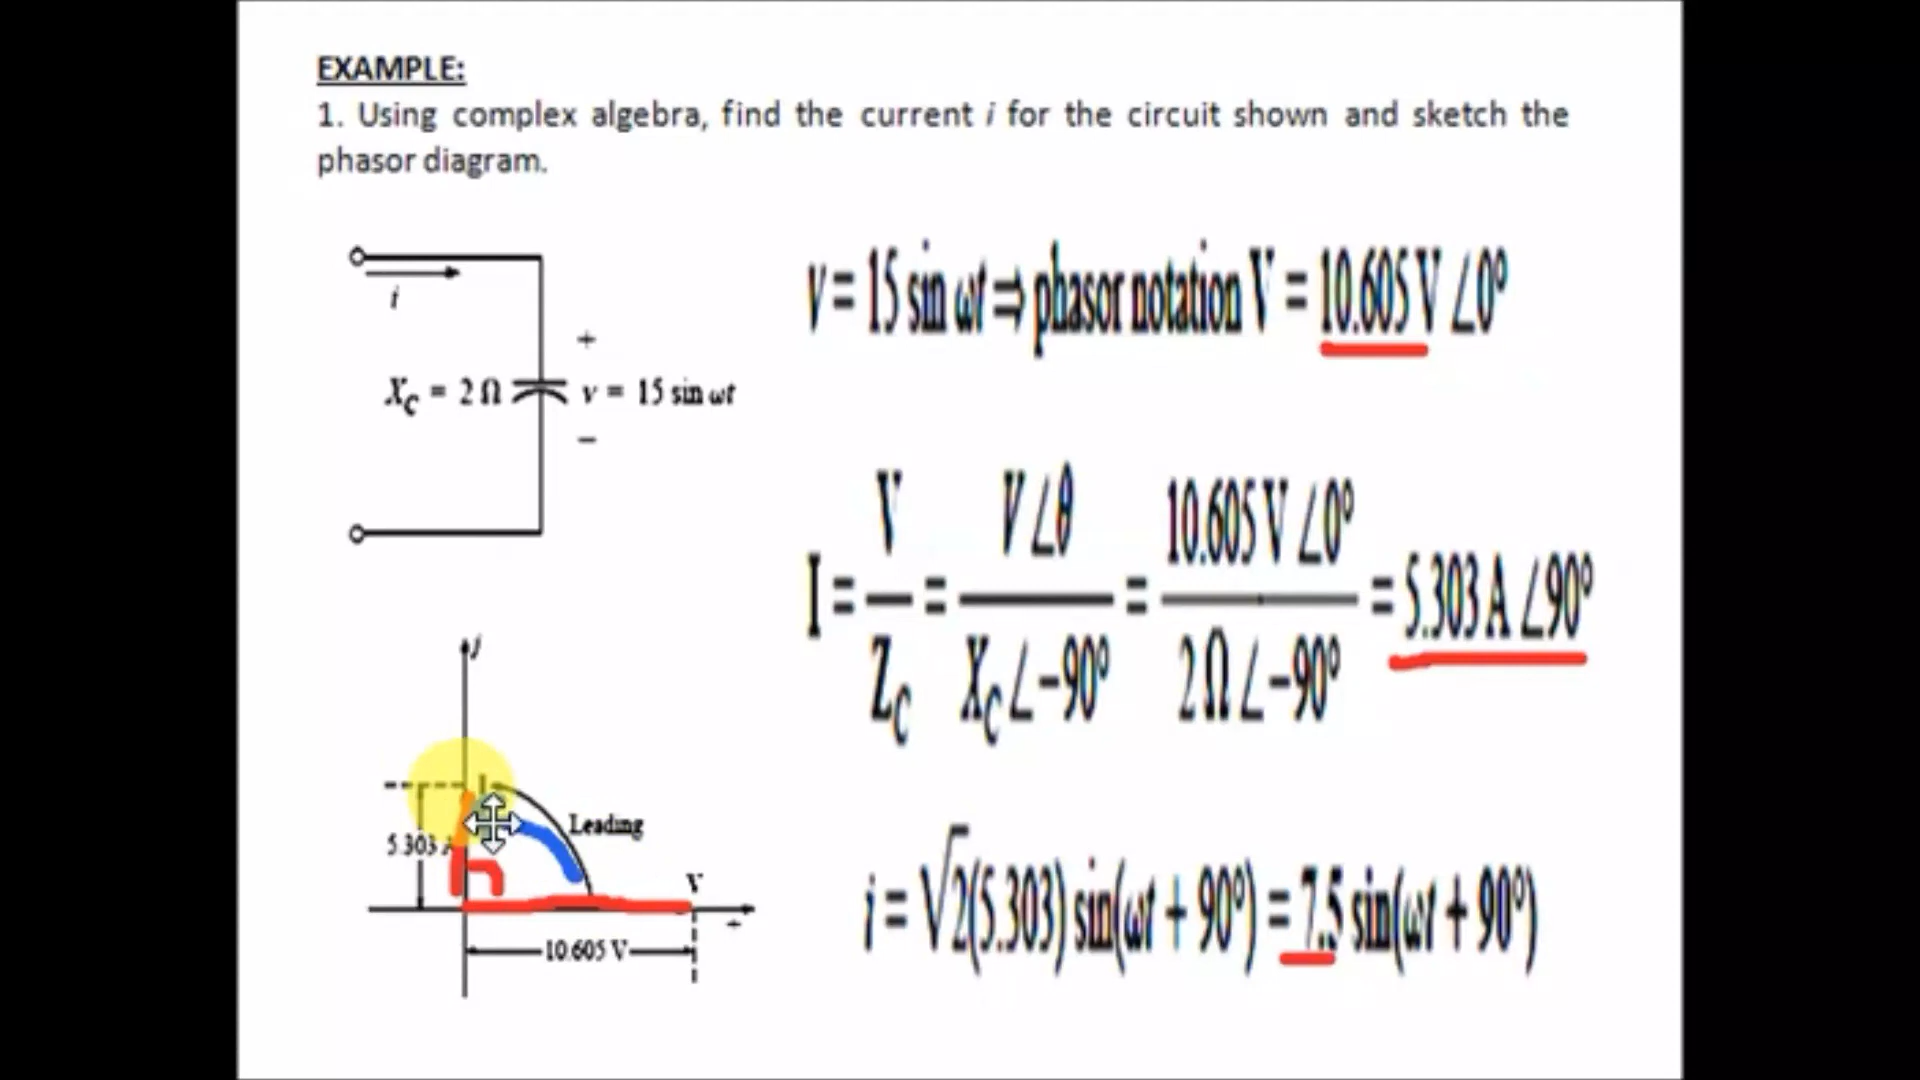 EXAMPLE:
1. Using complex algebra, find the current i for the circuit shown and sketch the
phasor diagram.
i
+
X_C = 2 Ω
v = 15 sin ωt
−
v = 15 sin ωt ⇒ phasor notation V = 10.605 V ∠0°
I = V/Z_C = V∠θ/X_C∠−90° = 10.605 V ∠0°/2 Ω ∠−90° = 5.303 A ∠90°
j
I
Leading
5.303 A
V
+
10.605 V
i = √2(5.303) sin(ωt + 90°) = 7.5 sin(ωt + 90°)